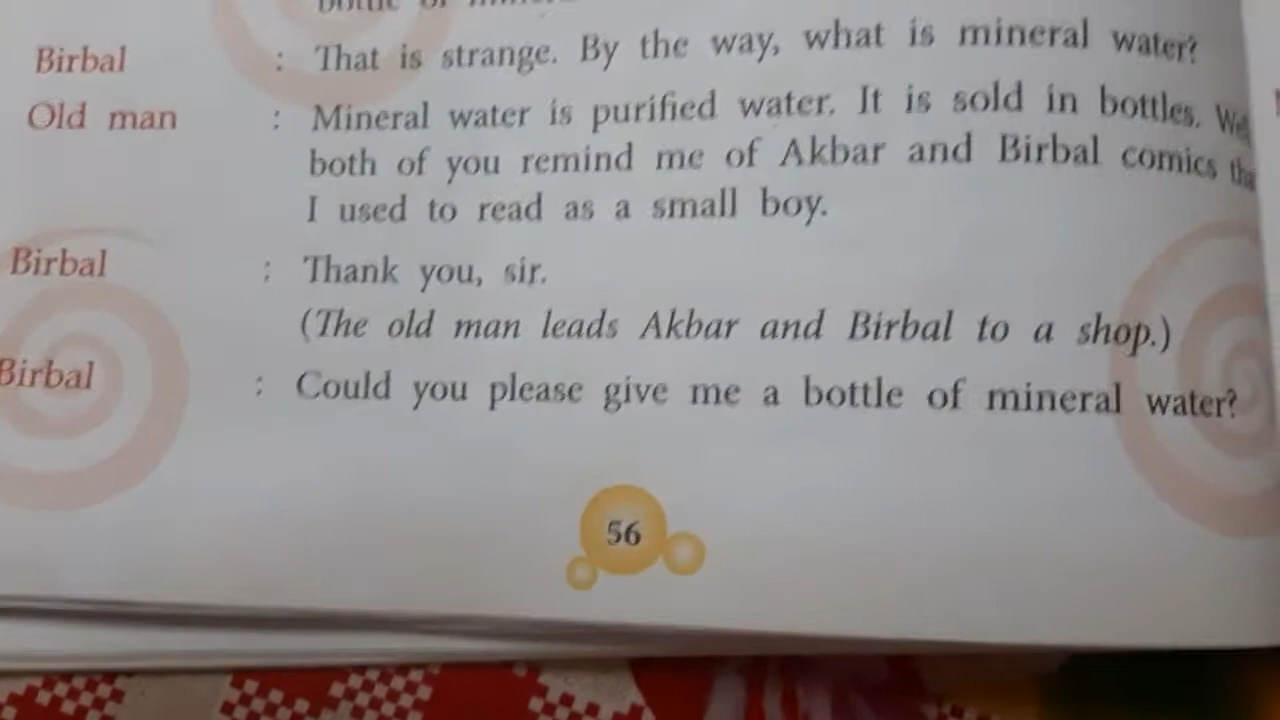 Birbal : That is strange. By the way, what is mineral water?
Old man : Mineral water is purified water. It is sold in bottles.
both of you remind me of Akbar and Birbal comics
I used to read as a small boy.
Birbal : Thank you, sir.
(The old man leads Akbar and Birbal to a shop.)
Birbal : Could you please give me a bottle of mineral water?
56